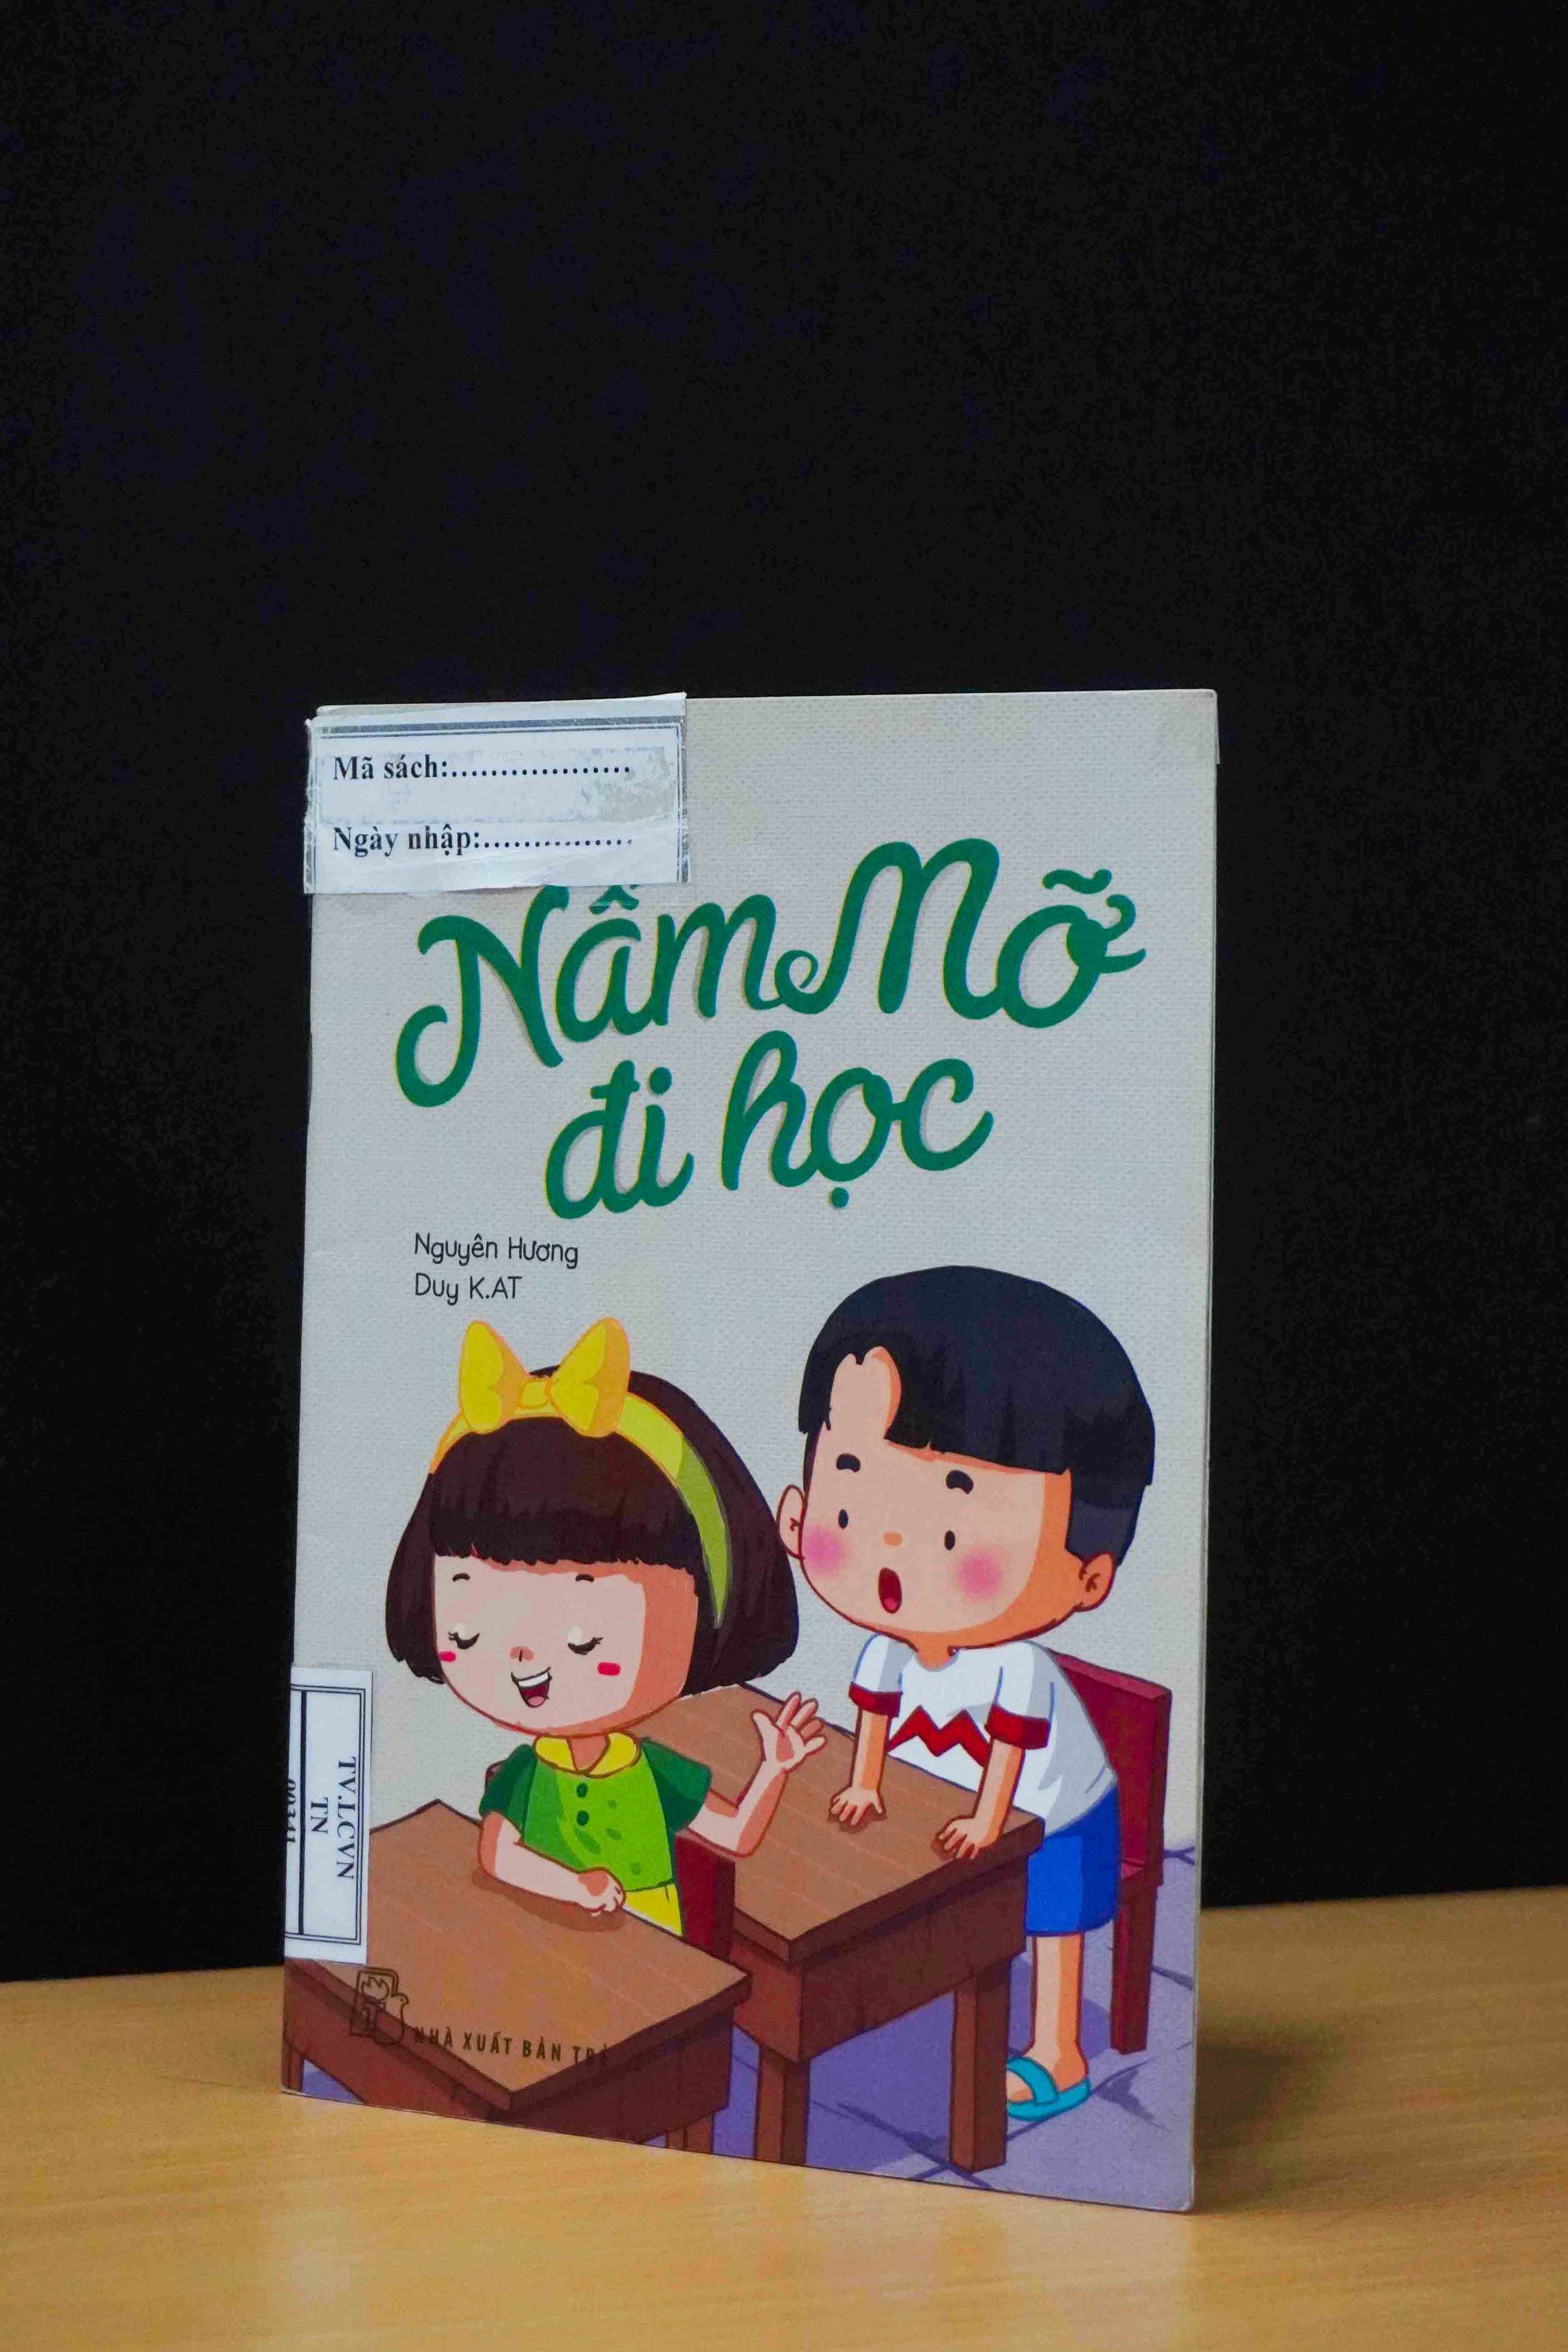 Mã sách:..................
Ngày nhập:...............
Nấm Mỡ
đi học
Nguyên Hương
Duy K.AT
TV.LCVN
TN
NHÀ XUẤT BẢN TRẺ